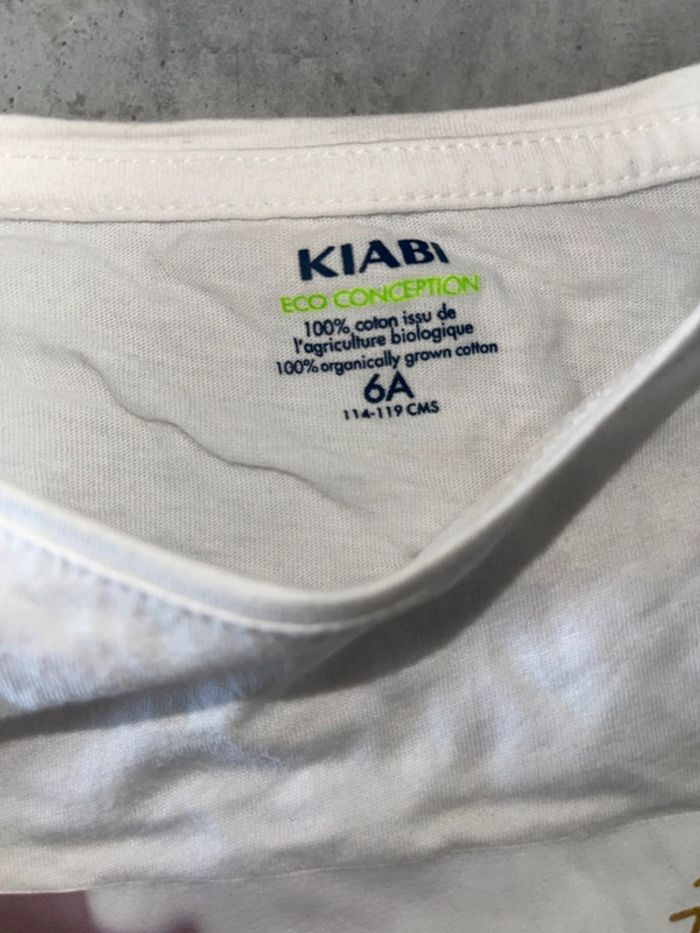 KIABI
ECO CONCEPTION
100% coton issu de
l'agriculture biologique
100% organically grown cotton
6A
114-119 CMS